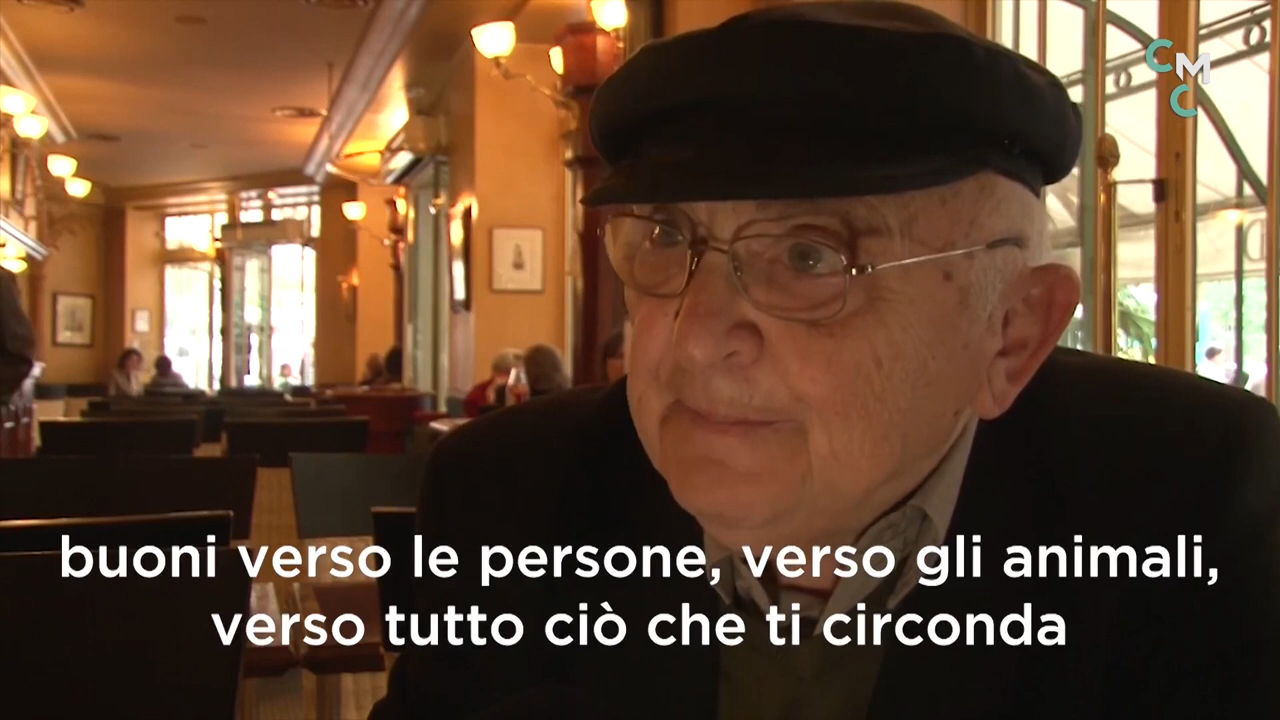 CMC
buoni verso le persone, verso gli animali,
verso tutto ciò che ti circonda